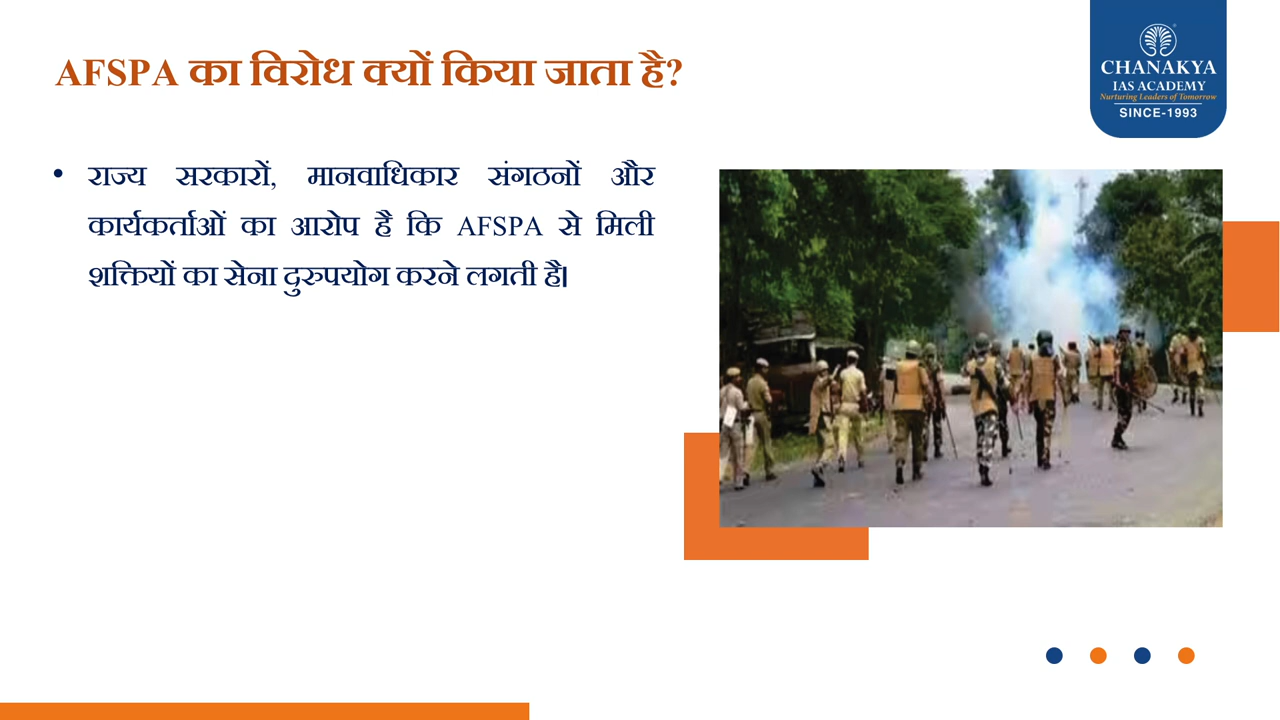 AFSPA का विरोध क्यों किया जाता है?
CHANAKYA
IAS ACADEMY
Nurturing Leaders of Tomorrow
SINCE-1993
• राज्य सरकारों, मानवाधिकार संगठनों और
कार्यकर्ताओं का आरोप है कि AFSPA से मिली
शक्तियों का सेना दुरुपयोग करने लगती है।